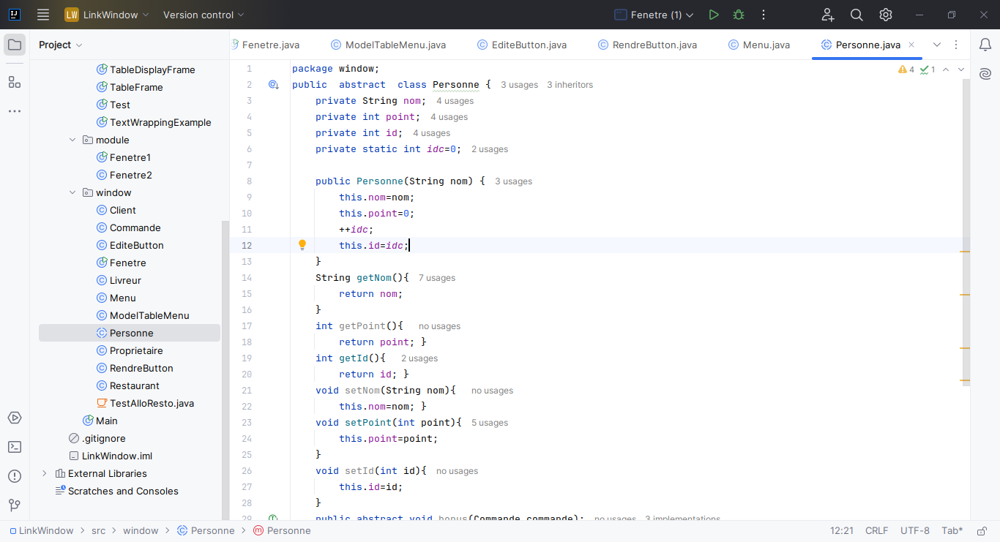 LW LinkWindow Version control Fenetre (1)
Project
Fenetre.java ModelTableMenu.java EditeButton.java RendreButton.java Menu.java Personne.java
TableDisplayFrame
TableFrame
Test
TextWrappingExample
module
Fenetre1
Fenetre2
window
Client
Commande
EditeButton
Fenetre
Livreur
Menu
ModelTableMenu
Personne
Proprietaire
RendreButton
Restaurant
TestAlloResto.java
Main
.gitignore
LinkWindow.iml
External Libraries
Scratches and Consoles
4 1
1 package window;
2 public  abstract  class Personne { 3 usages 3 inheritors
3 private String nom; 4 usages
4 private int point; 4 usages
5 private int id; 4 usages
6 private static int idc=0; 2 usages
7
8 public Personne(String nom) { 3 usages
9 this.nom=nom;
10 this.point=0;
11 ++idc;
12 this.id=idc;
13 }
14 String getNom(){ 7 usages
15 return nom;
16 }
17 int getPoint(){ no usages
18 return point; }
19 int getId(){ 2 usages
20 return id; }
21 void setNom(String nom){ no usages
22 this.nom=nom; }
23 void setPoint(int point){ 5 usages
24 this.point=point;
25 }
26 void setId(int id){ no usages
27 this.id=id;
28 }
29 public abstract void bonus(Commande commande); no usages 3 implementations
LinkWindow > src > window > Personne > Personne
12:21 CRLF UTF-8 Tab*